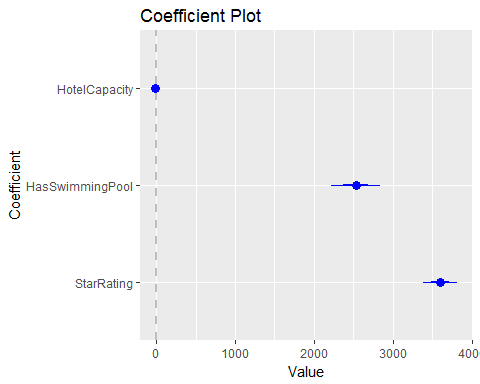 Coefficient Plot
Coefficient
HotelCapacity
HasSwimmingPool
StarRating
0 1000 2000 3000 400
Value